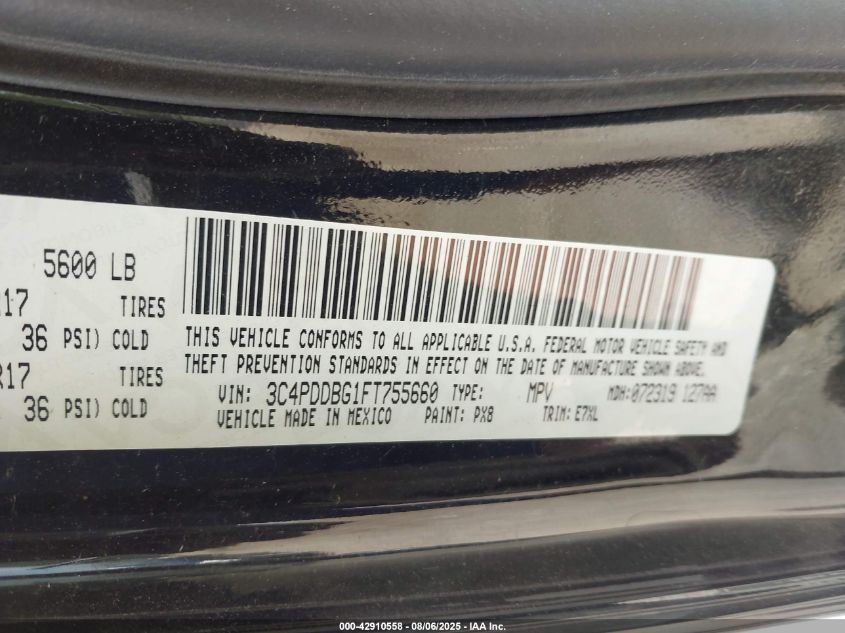 5600 LB
17 TIRES
36 PSI) COLD
R17 TIRES
36 PSI) COLD
THIS VEHICLE CONFORMS TO ALL APPLICABLE U.S.A. FEDERAL MOTOR VEHICLE SAFETY AND
THEFT PREVENTION STANDARDS IN EFFECT ON THE DATE OF MANUFACTURE SHOWN ABOVE.
VIN: 3C4PDDBG1FT755660 TYPE: MPV MDH: 072319 127AA
VEHICLE MADE IN MEXICO PAINT: PX8 TRIM: E7XL
000-42910558 - 08/06/2025 - IAA Inc.